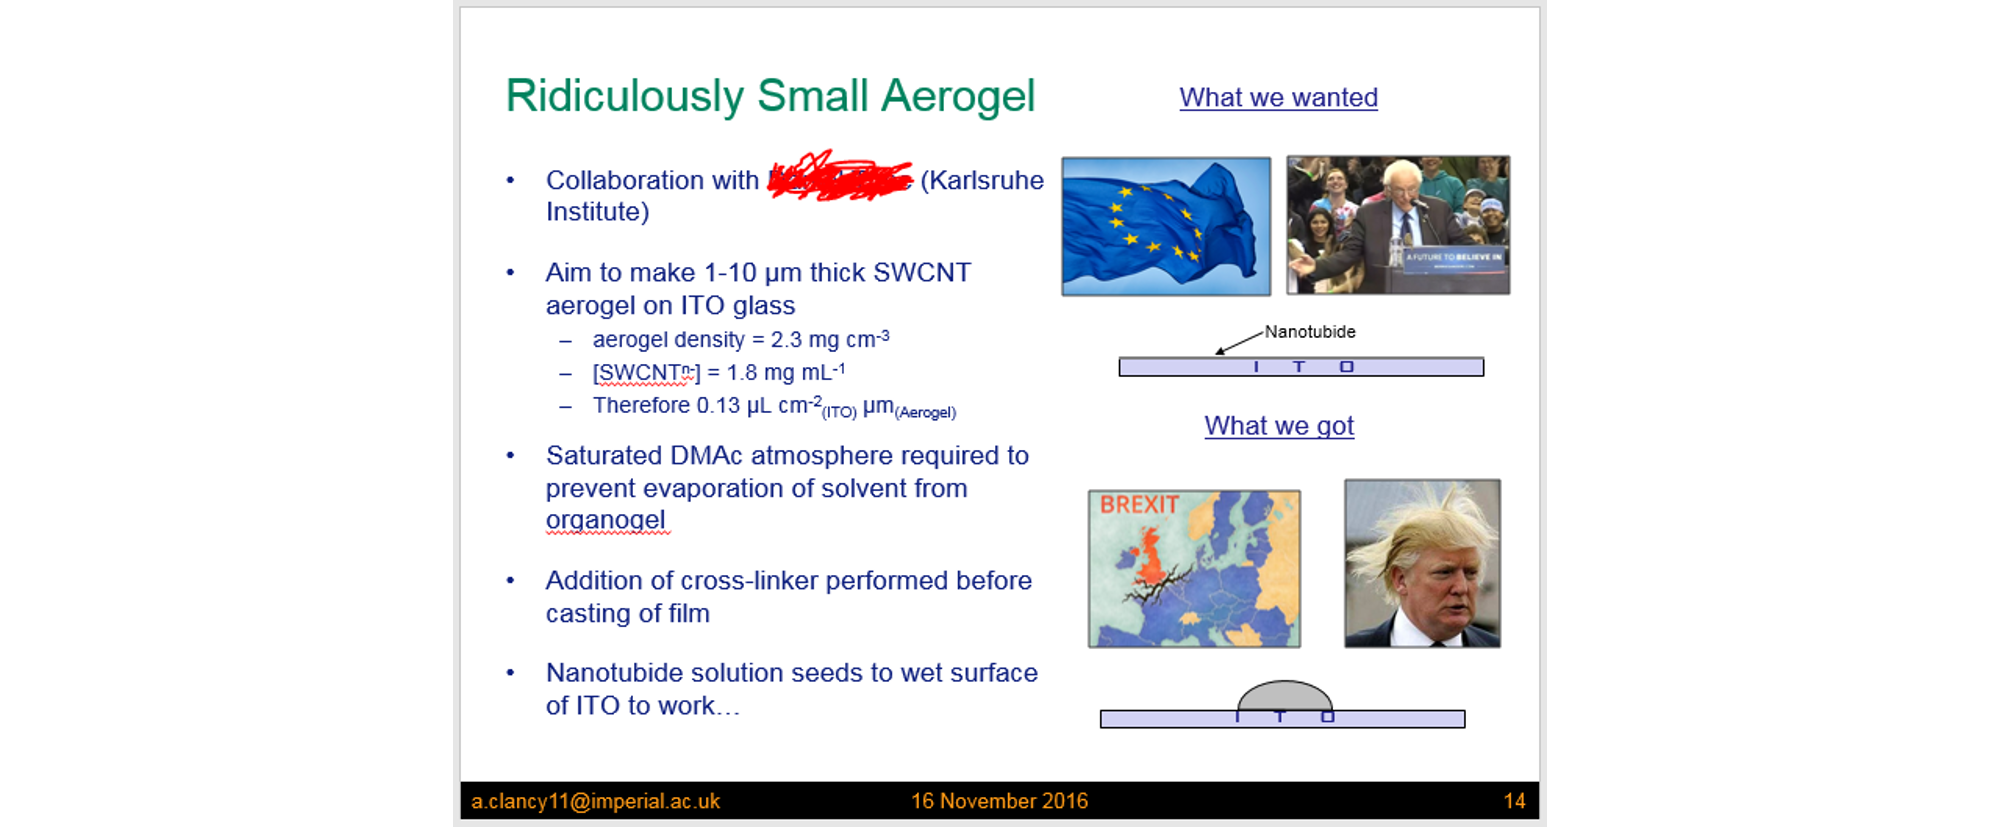 Ridiculously Small Aerogel
• Collaboration with (Karlsruhe
Institute)
• Aim to make 1-10 µm thick SWCNT
aerogel on ITO glass
– aerogel density = 2.3 mg cm⁻³
– [SWCNTⁿ⁻] = 1.8 mg mL⁻¹
– Therefore 0.13 µL cm⁻²(ITO) µm(Aerogel)
• Saturated DMAc atmosphere required to
prevent evaporation of solvent from
organogel
• Addition of cross-linker performed before
casting of film
• Nanotubide solution seeds to wet surface
of ITO to work…
What we wanted
A FUTURE TO BELIEVE IN
Nanotubide
I T O
What we got
BREXIT
I T O
a.clancy11@imperial.ac.uk
16 November 2016
14